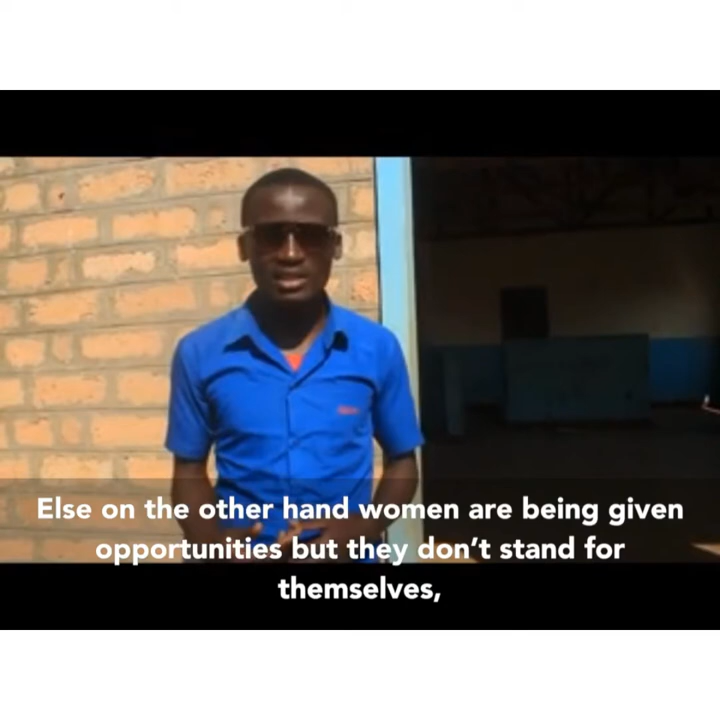 Else on the other hand women are being given
opportunities but they don't stand for
themselves,